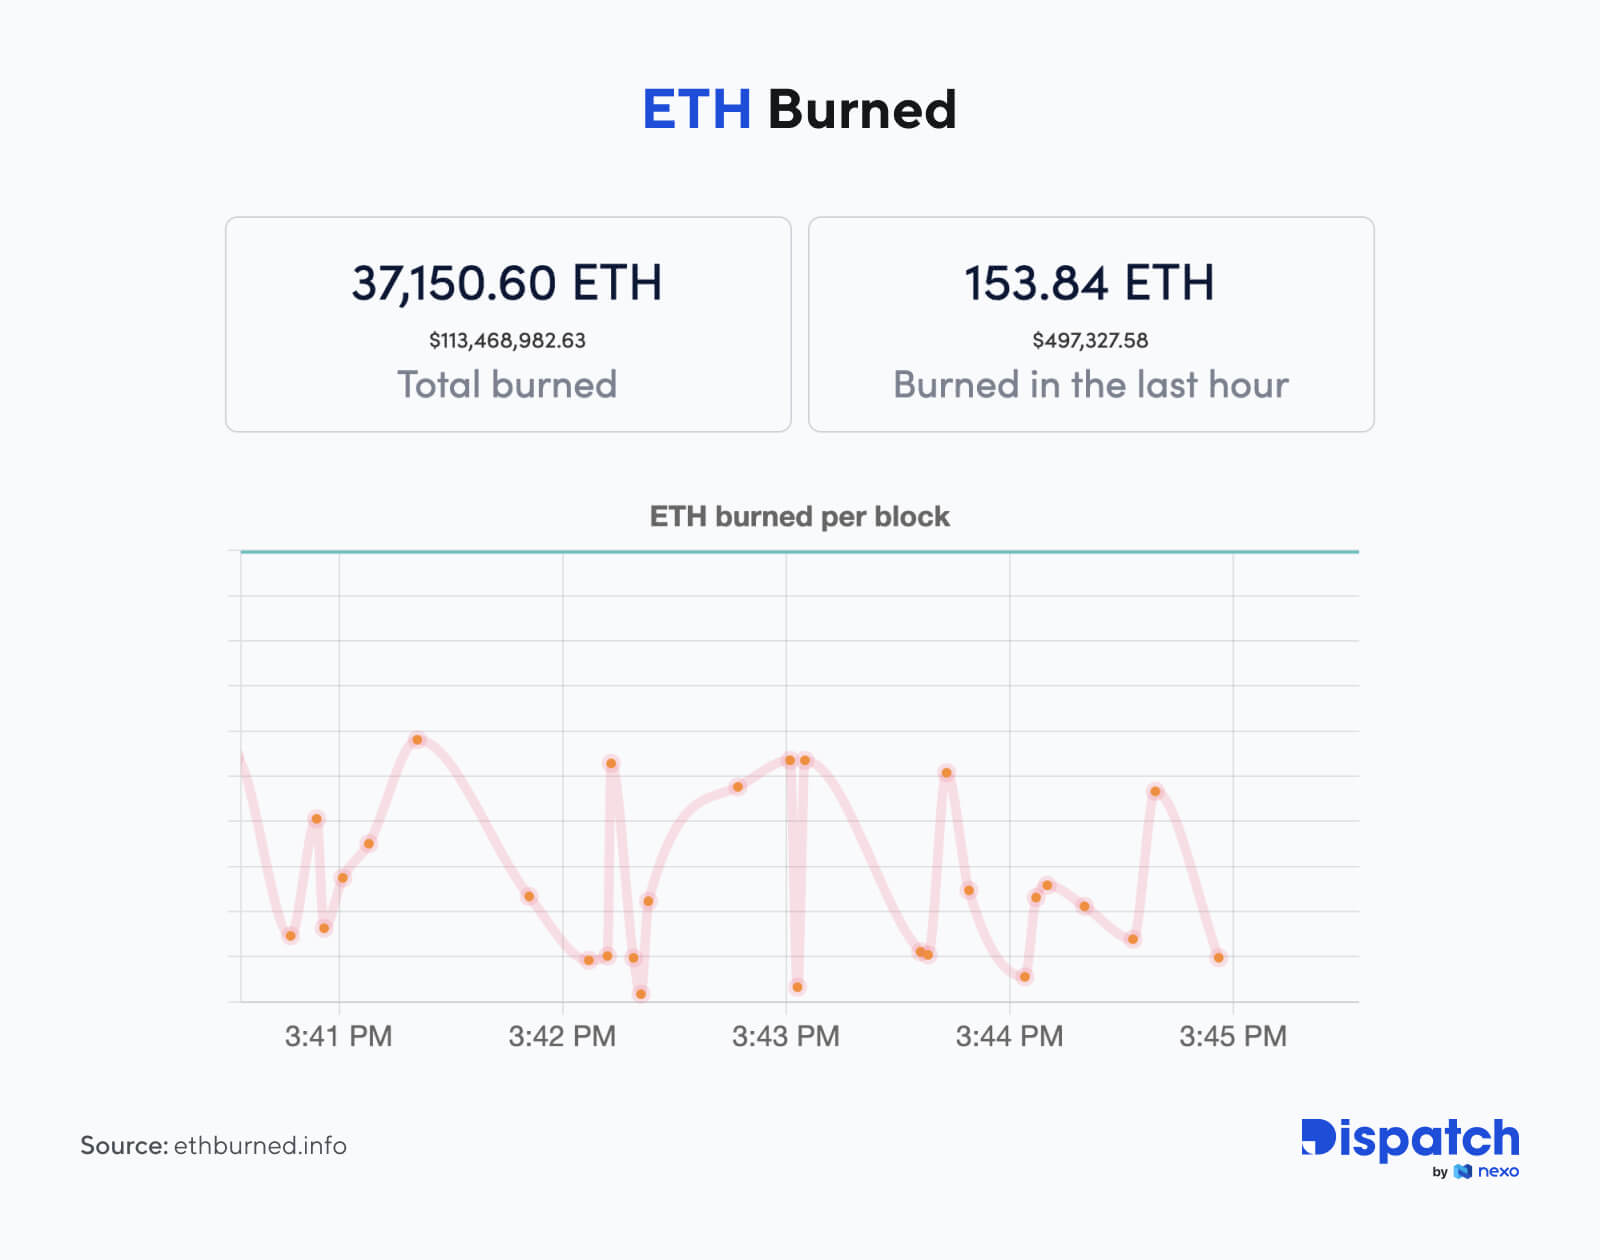 ETH Burned
37,150.60 ETH
$113,468,982.63
Total burned
153.84 ETH
$497,327.58
Burned in the last hour
ETH burned per block
3:41 PM
3:42 PM
3:43 PM
3:44 PM
3:45 PM
Source: ethburned.info
Dispatch
by nexo